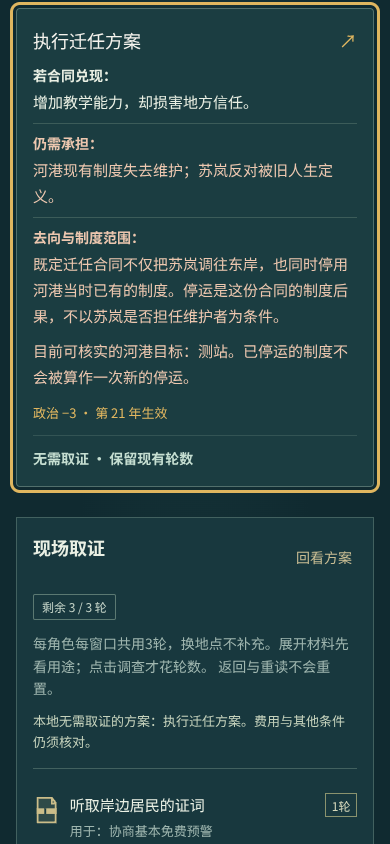 执行迁任方案 ↗
若合同兑现：
增加教学能力，却损害地方信任。
仍需承担：
河港现有制度失去维护；苏岚反对被旧人生定
义。
去向与制度范围：
既定迁任合同不仅把苏岚调往东岸，也同时停用
河港当时已有的制度。停运是这份合同的制度后
果，不以苏岚是否担任维护者为条件。
目前可核实的河港目标：测站。已停运的制度不
会被算作一次新的停运。
政治 −3 · 第 21 年生效
无需取证 · 保留现有轮数
现场取证
回看方案
剩余 3 / 3 轮
每角色每窗口共用3轮，换地点不补充。展开材料先
看用途；点击调查才花轮数。 返回与重读不会重
置。
本地无需取证的方案：执行迁任方案。费用与其他条件
仍须核对。
听取岸边居民的证词
1轮
用于：协商基本免费预警